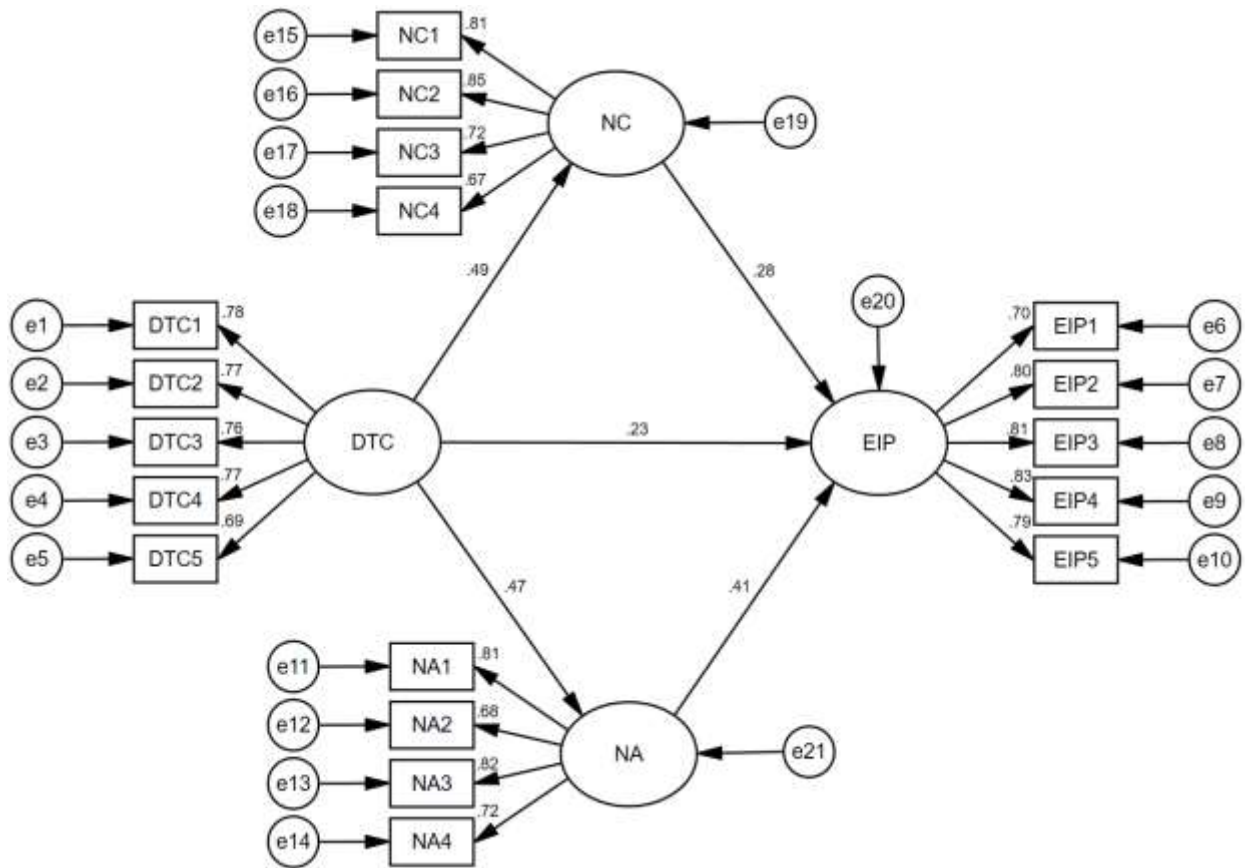 e15 NC1 .81
e16 NC2 .85
NC e19
e17 NC3 .72
e18 NC4 .67
.49
.28
e20
e1 DTC1 .78
.70 EIP1 e6
e2 DTC2 .77
.80 EIP2 e7
e3 DTC3 .76
DTC
.23
EIP
.81 EIP3 e8
e4 DTC4 .77
.83 EIP4 e9
e5 DTC5 .69
.79 EIP5 e10
.47
.41
e11 NA1 .81
e12 NA2 .68
NA e21
e13 NA3 .82
e14 NA4 .72